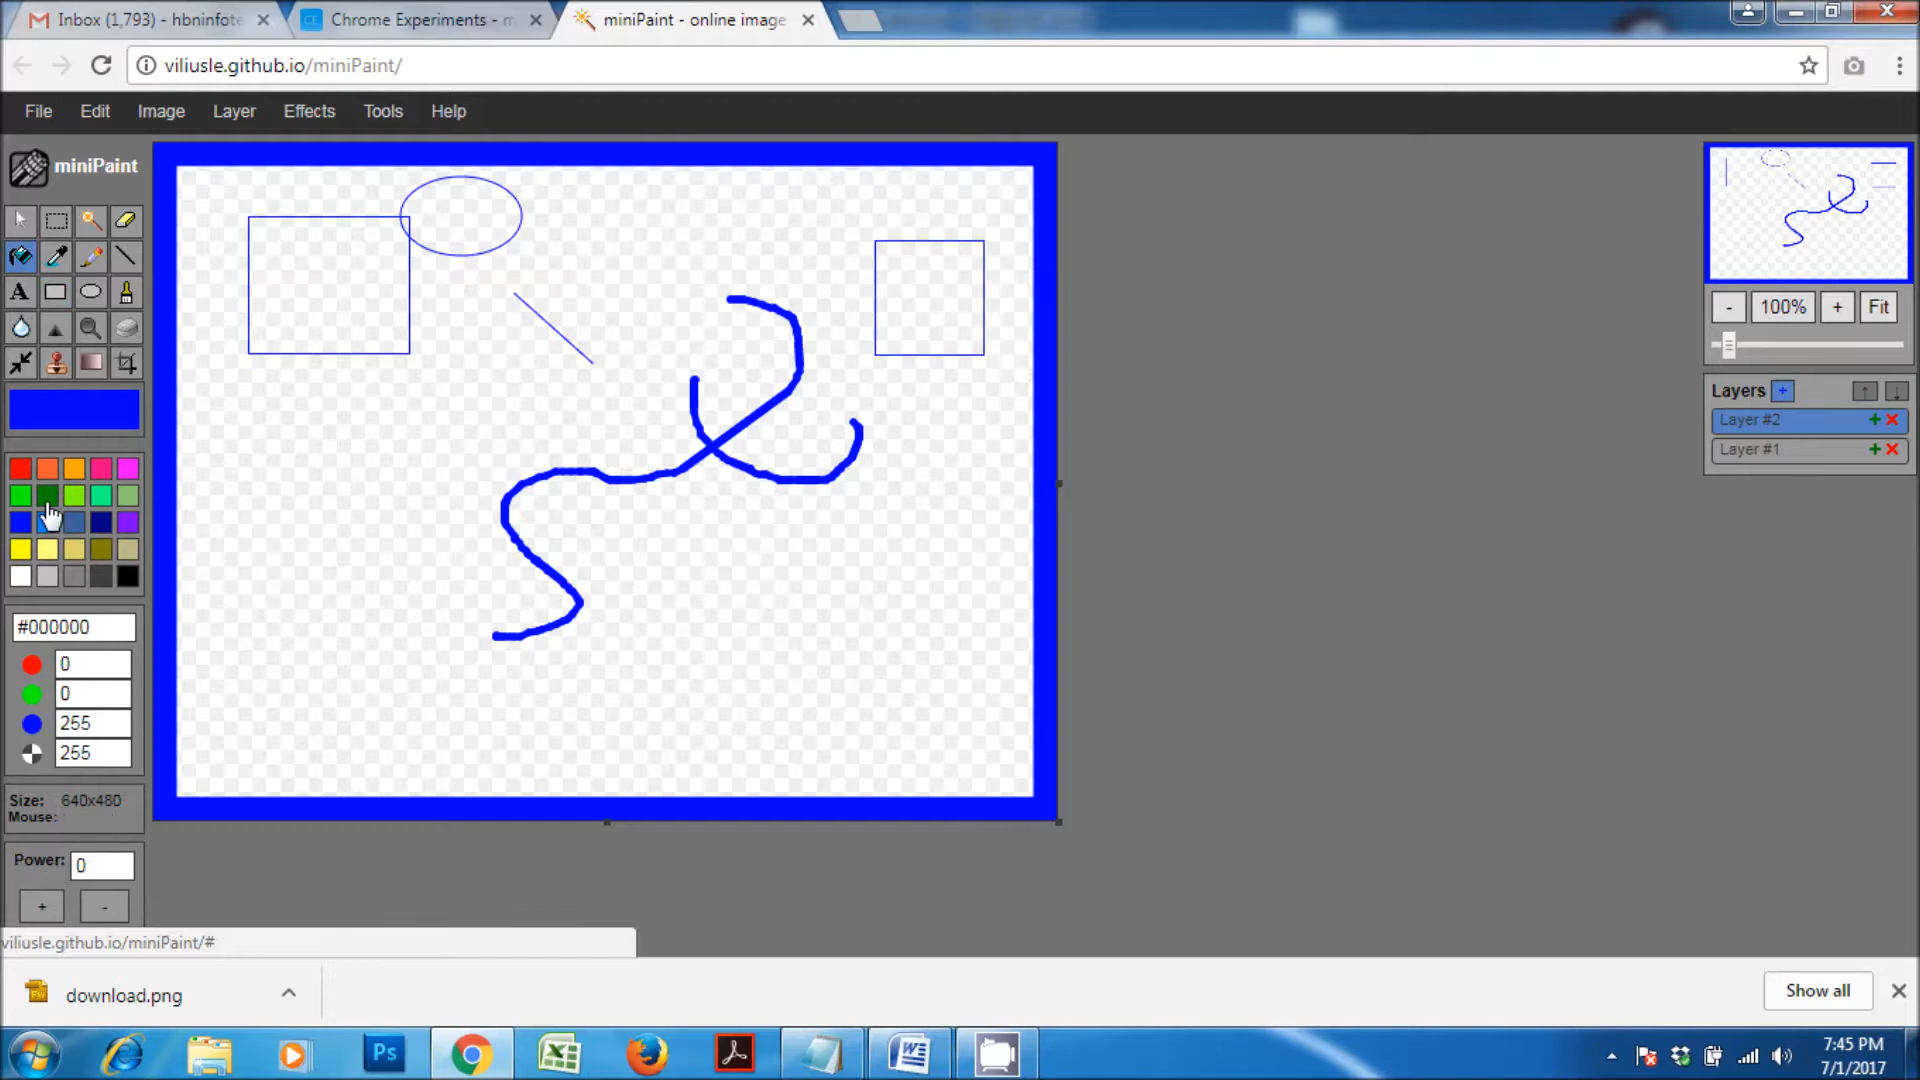 Inbox (1,793) - hbninfote
Chrome Experiments - m
miniPaint - online image
viliusle.github.io/miniPaint/
File Edit Image Layer Effects Tools Help
miniPaint
A
- 100% + Fit
Layers +
Layer #2
Layer #1
#000000
0
0
255
255
Size: 640x480
Mouse:
Power: 0
+ -
viliusle.github.io/miniPaint/#
download.png
Show all
Ps
7:45 PM
7/1/2017